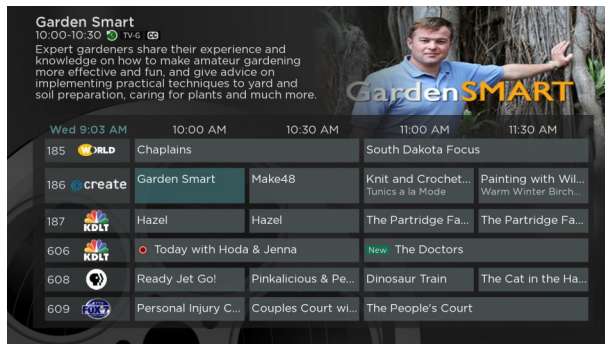 Garden Smart
10:00-10:30 TV-G CC
Expert gardeners share their experience and
knowledge on how to make amateur gardening
more effective and fun, and give advice on
implementing practical techniques to yard and
soil preparation, caring for plants and much more.
GardenSMART
Wed 9:03 AM 10:00 AM 10:30 AM 11:00 AM 11:30 AM
185 WORLD Chaplains South Dakota Focus
186 create Garden Smart Make48 Knit and Crochet... Painting with Wil...
Tunics a la Mode Warm Winter Birch...
187 KDLT Hazel Hazel The Partridge Fa... The Partridge Fa...
606 KDLT Today with Hoda & Jenna New The Doctors
608 Ready Jet Go! Pinkalicious & Pe... Dinosaur Train The Cat in the Ha...
609 FOX 7 Personal Injury C... Couples Court wi... The People's Court